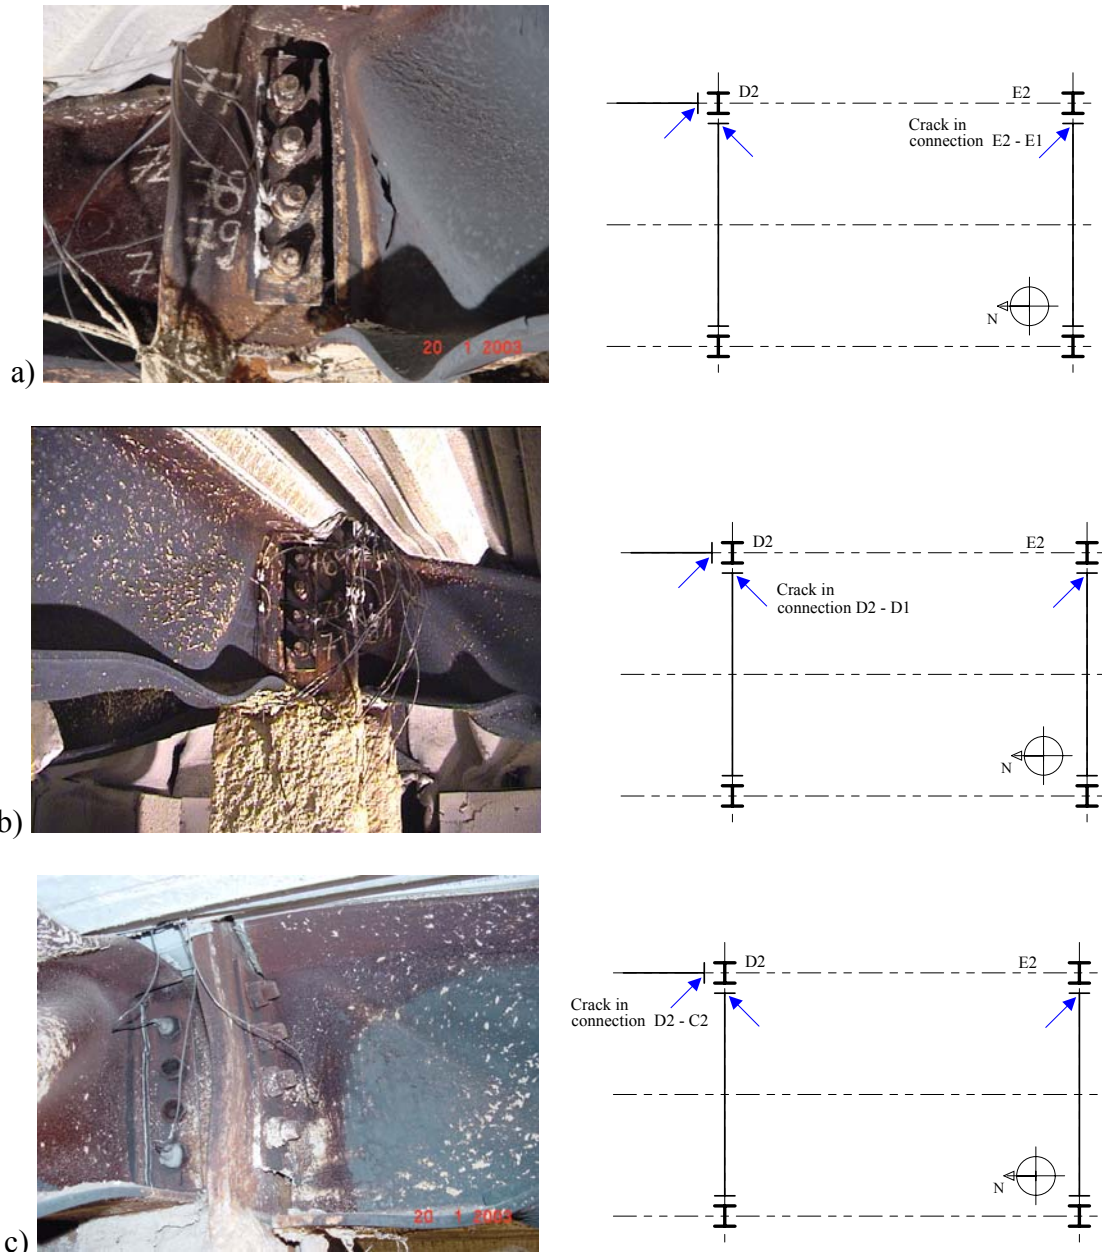 D2
E2
Crack in
connection E2 - E1
N
20 1 2003
a)
D2
E2
Crack in
connection D2 - D1
N
b)
D2
E2
Crack in
connection D2 - C2
N
20 1 2003
c)